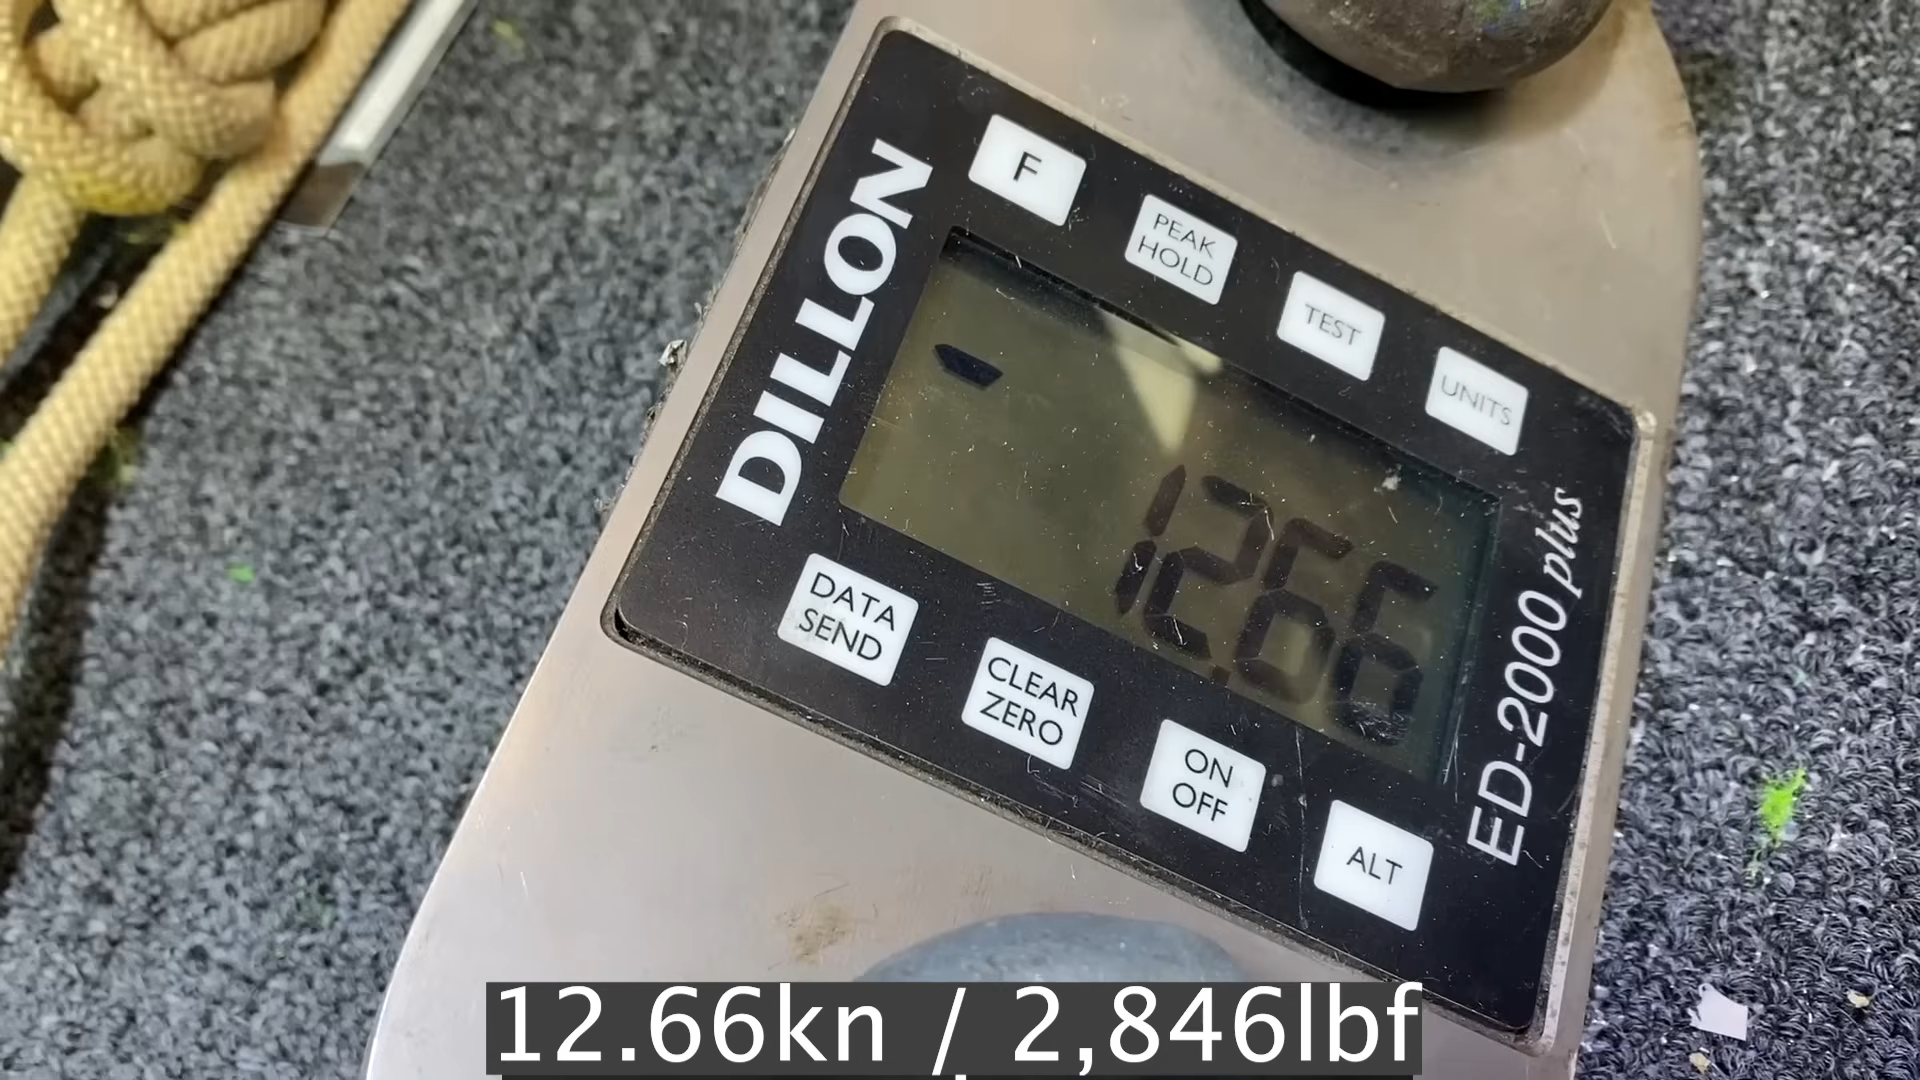 DILLON
F
PEAK
HOLD
TEST
UNITS
12.66
DATA
SEND
CLEAR
ZERO
ON
OFF
ALT
ED-2000 plus
12.66kn / 2,846lbf